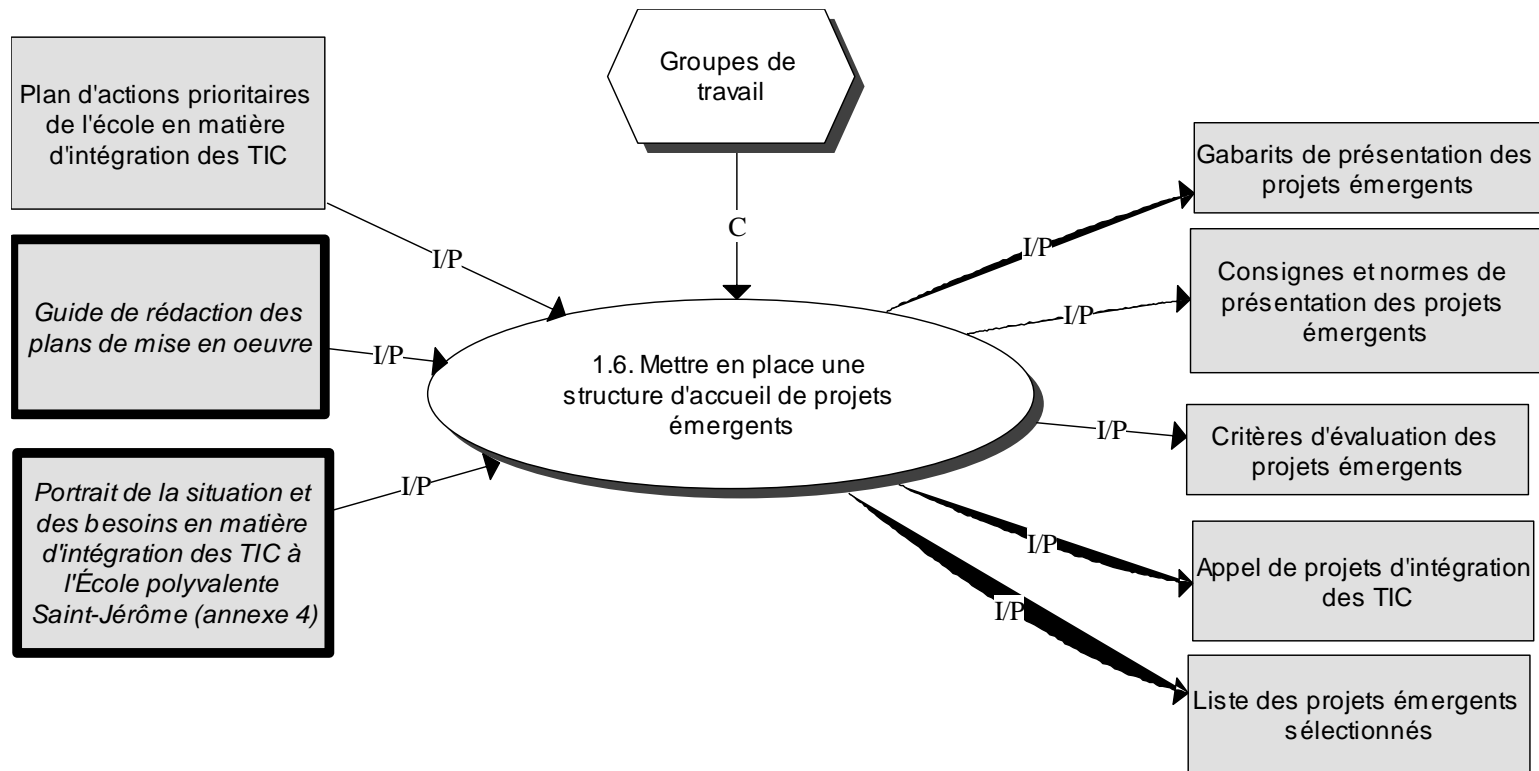 Groupes de
travail
Plan d'actions prioritaires
de l'école en matière
d'intégration des TIC
Guide de rédaction des
plans de mise en oeuvre
Portrait de la situation et
des besoins en matière
d'intégration des TIC à
l'École polyvalente
Saint-Jérôme (annexe 4)
I/P
I/P
I/P
C
1.6. Mettre en place une
structure d'accueil de projets
émergents
I/P
I/P
I/P
I/P
I/P
Gabarits de présentation des
projets émergents
Consignes et normes de
présentation des projets
émergents
Critères d'évaluation des
projets émergents
Appel de projets d'intégration
des TIC
Liste des projets émergents
sélectionnés